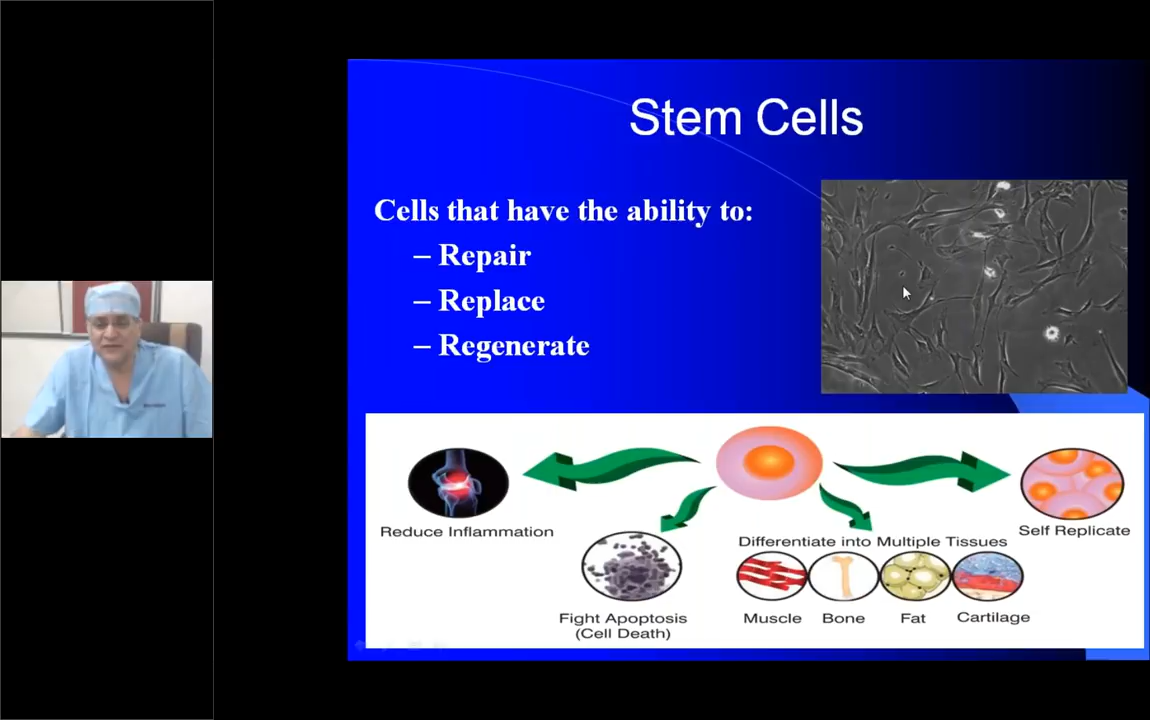 Stem Cells
Cells that have the ability to:
– Repair
– Replace
– Regenerate
Reduce Inflammation
Fight Apoptosis
(Cell Death)
Differentiate into Multiple Tissues
Muscle
Bone
Fat
Cartilage
Self Replicate